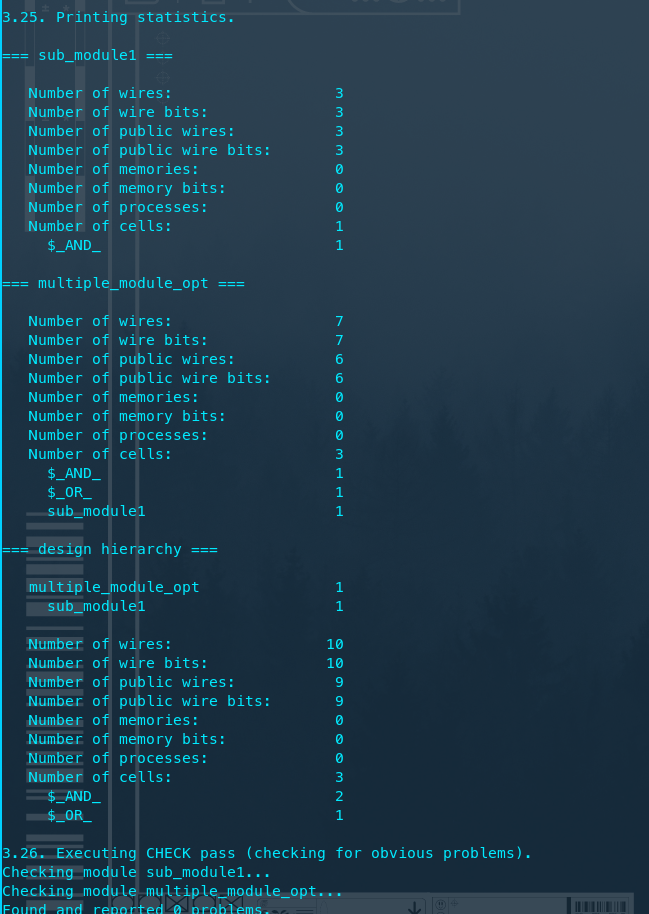 3.25. Printing statistics.
=== sub_module1 ===
Number of wires: 3
Number of wire bits: 3
Number of public wires: 3
Number of public wire bits: 3
Number of memories: 0
Number of memory bits: 0
Number of processes: 0
Number of cells: 1
$_AND_ 1
=== multiple_module_opt ===
Number of wires: 7
Number of wire bits: 7
Number of public wires: 6
Number of public wire bits: 6
Number of memories: 0
Number of memory bits: 0
Number of processes: 0
Number of cells: 3
$_AND_ 1
$_OR_ 1
sub_module1 1
=== design hierarchy ===
multiple_module_opt 1
sub_module1 1
Number of wires: 10
Number of wire bits: 10
Number of public wires: 9
Number of public wire bits: 9
Number of memories: 0
Number of memory bits: 0
Number of processes: 0
Number of cells: 3
$_AND_ 2
$_OR_ 1
3.26. Executing CHECK pass (checking for obvious problems).
Checking module sub_module1...
Checking module multiple_module_opt...
Found and reported 0 problems.